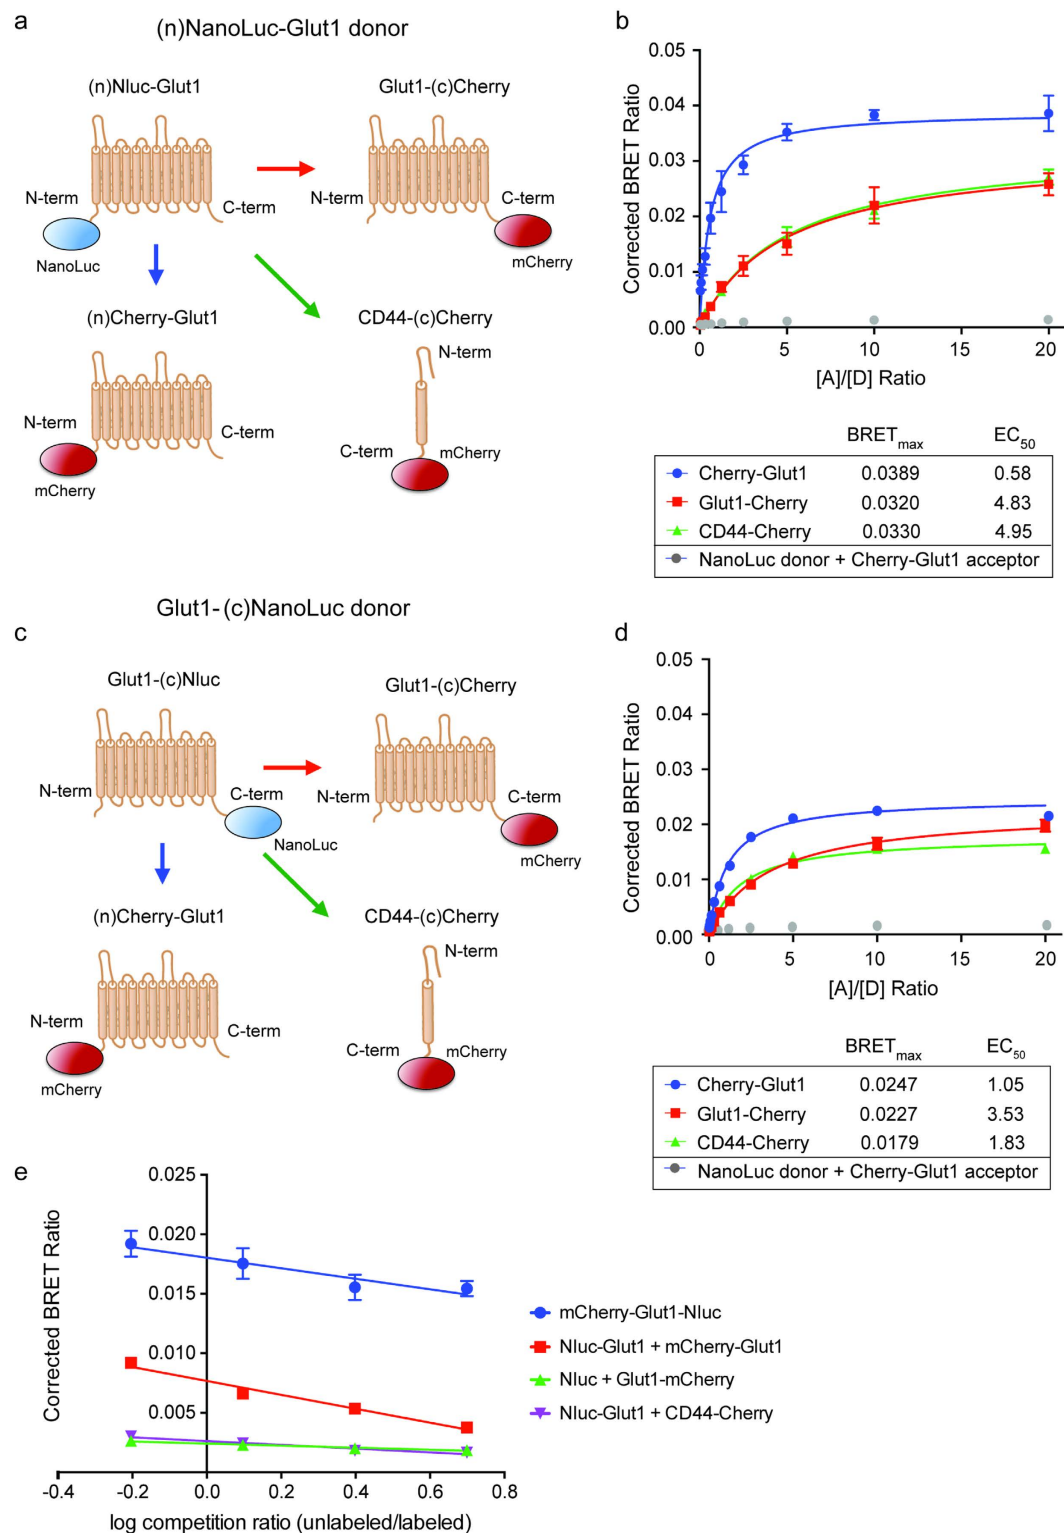 a
(n)NanoLuc-Glut1 donor
(n)Nluc-Glut1
Glut1-(c)Cherry
N-term
C-term
NanoLuc
N-term
C-term
mCherry
(n)Cherry-Glut1
CD44-(c)Cherry
N-term
C-term
mCherry
N-term
C-term
mCherry
b
Corrected BRET Ratio
0.05
0.04
0.03
0.02
0.01
0.00
0 5 10 15 20
[A]/[D] Ratio
BRETmax EC50
Cherry-Glut1 0.0389 0.58
Glut1-Cherry 0.0320 4.83
CD44-Cherry 0.0330 4.95
NanoLuc donor + Cherry-Glut1 acceptor
c
Glut1-(c)NanoLuc donor
Glut1-(c)Nluc
Glut1-(c)Cherry
N-term
C-term
NanoLuc
N-term
C-term
mCherry
(n)Cherry-Glut1
CD44-(c)Cherry
N-term
C-term
mCherry
N-term
C-term
mCherry
d
Corrected BRET Ratio
0.05
0.04
0.03
0.02
0.01
0.00
0 5 10 15 20
[A]/[D] Ratio
BRETmax EC50
Cherry-Glut1 0.0247 1.05
Glut1-Cherry 0.0227 3.53
CD44-Cherry 0.0179 1.83
NanoLuc donor + Cherry-Glut1 acceptor
e
Corrected BRET Ratio
0.025
0.020
0.015
0.010
0.005
-0.4 -0.2 0.0 0.2 0.4 0.6 0.8
log competition ratio (unlabeled/labeled)
mCherry-Glut1-Nluc
Nluc-Glut1 + mCherry-Glut1
Nluc + Glut1-mCherry
Nluc-Glut1 + CD44-Cherry